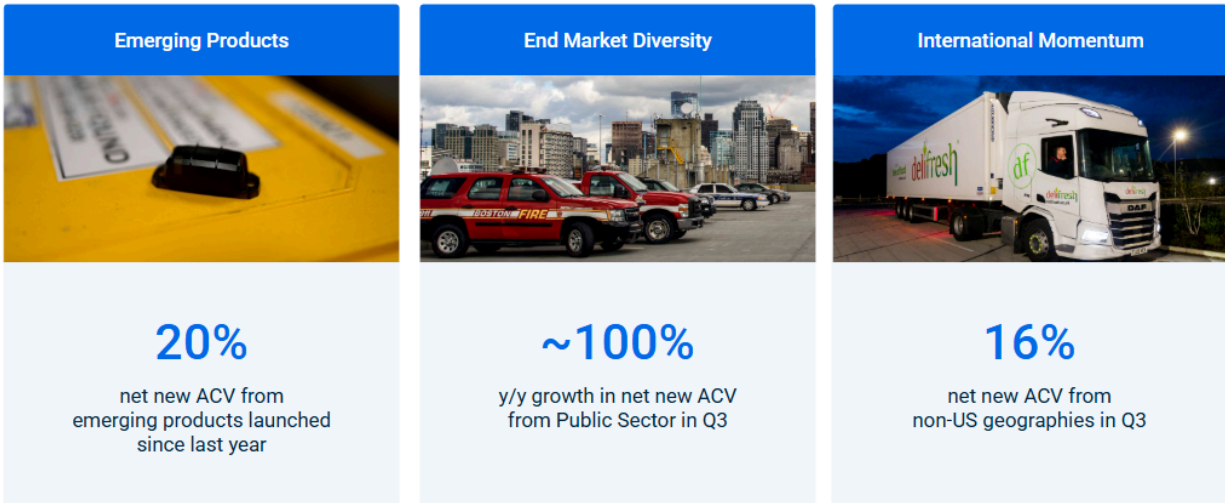 Emerging Products
End Market Diversity
International Momentum
BOSTON FIRE
delifresh
df
delifresh
DAF
20%
net new ACV from
emerging products launched
since last year
~100%
y/y growth in net new ACV
from Public Sector in Q3
16%
net new ACV from
non-US geographies in Q3